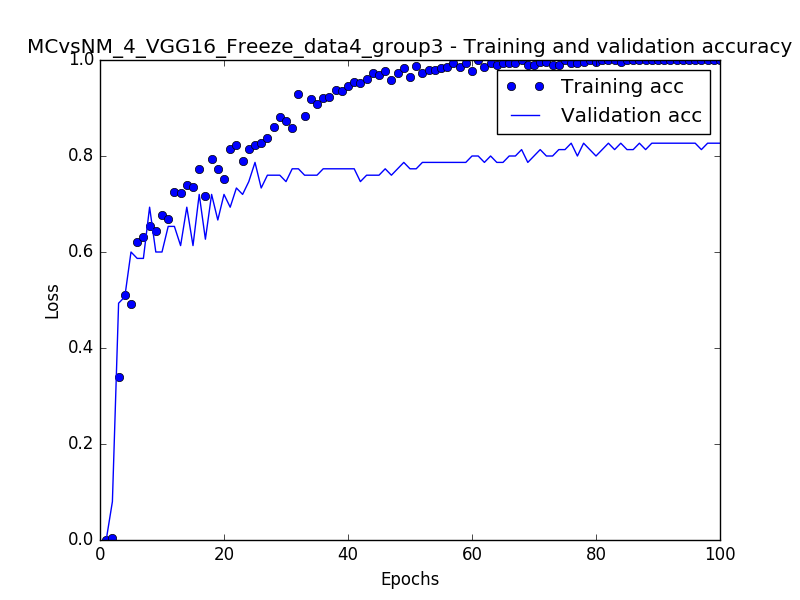 MCvsNM_4_VGG16_Freeze_data4_group3 - Training and validation accuracy
1.0
Training acc
Validation acc
0.8
0.6
Loss
0.4
0.2
0.0
0 20 40 60 80 100
Epochs